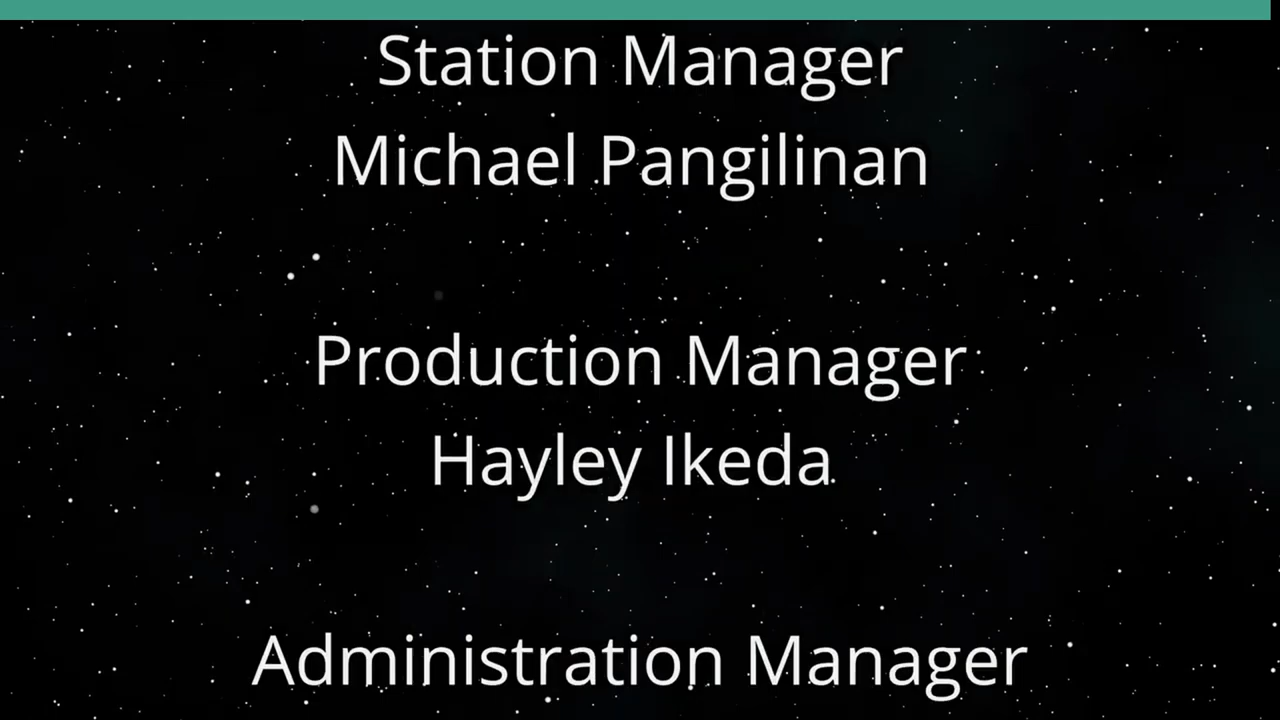 Station Manager
Michael Pangilinan
Production Manager
Hayley Ikeda
Administration Manager